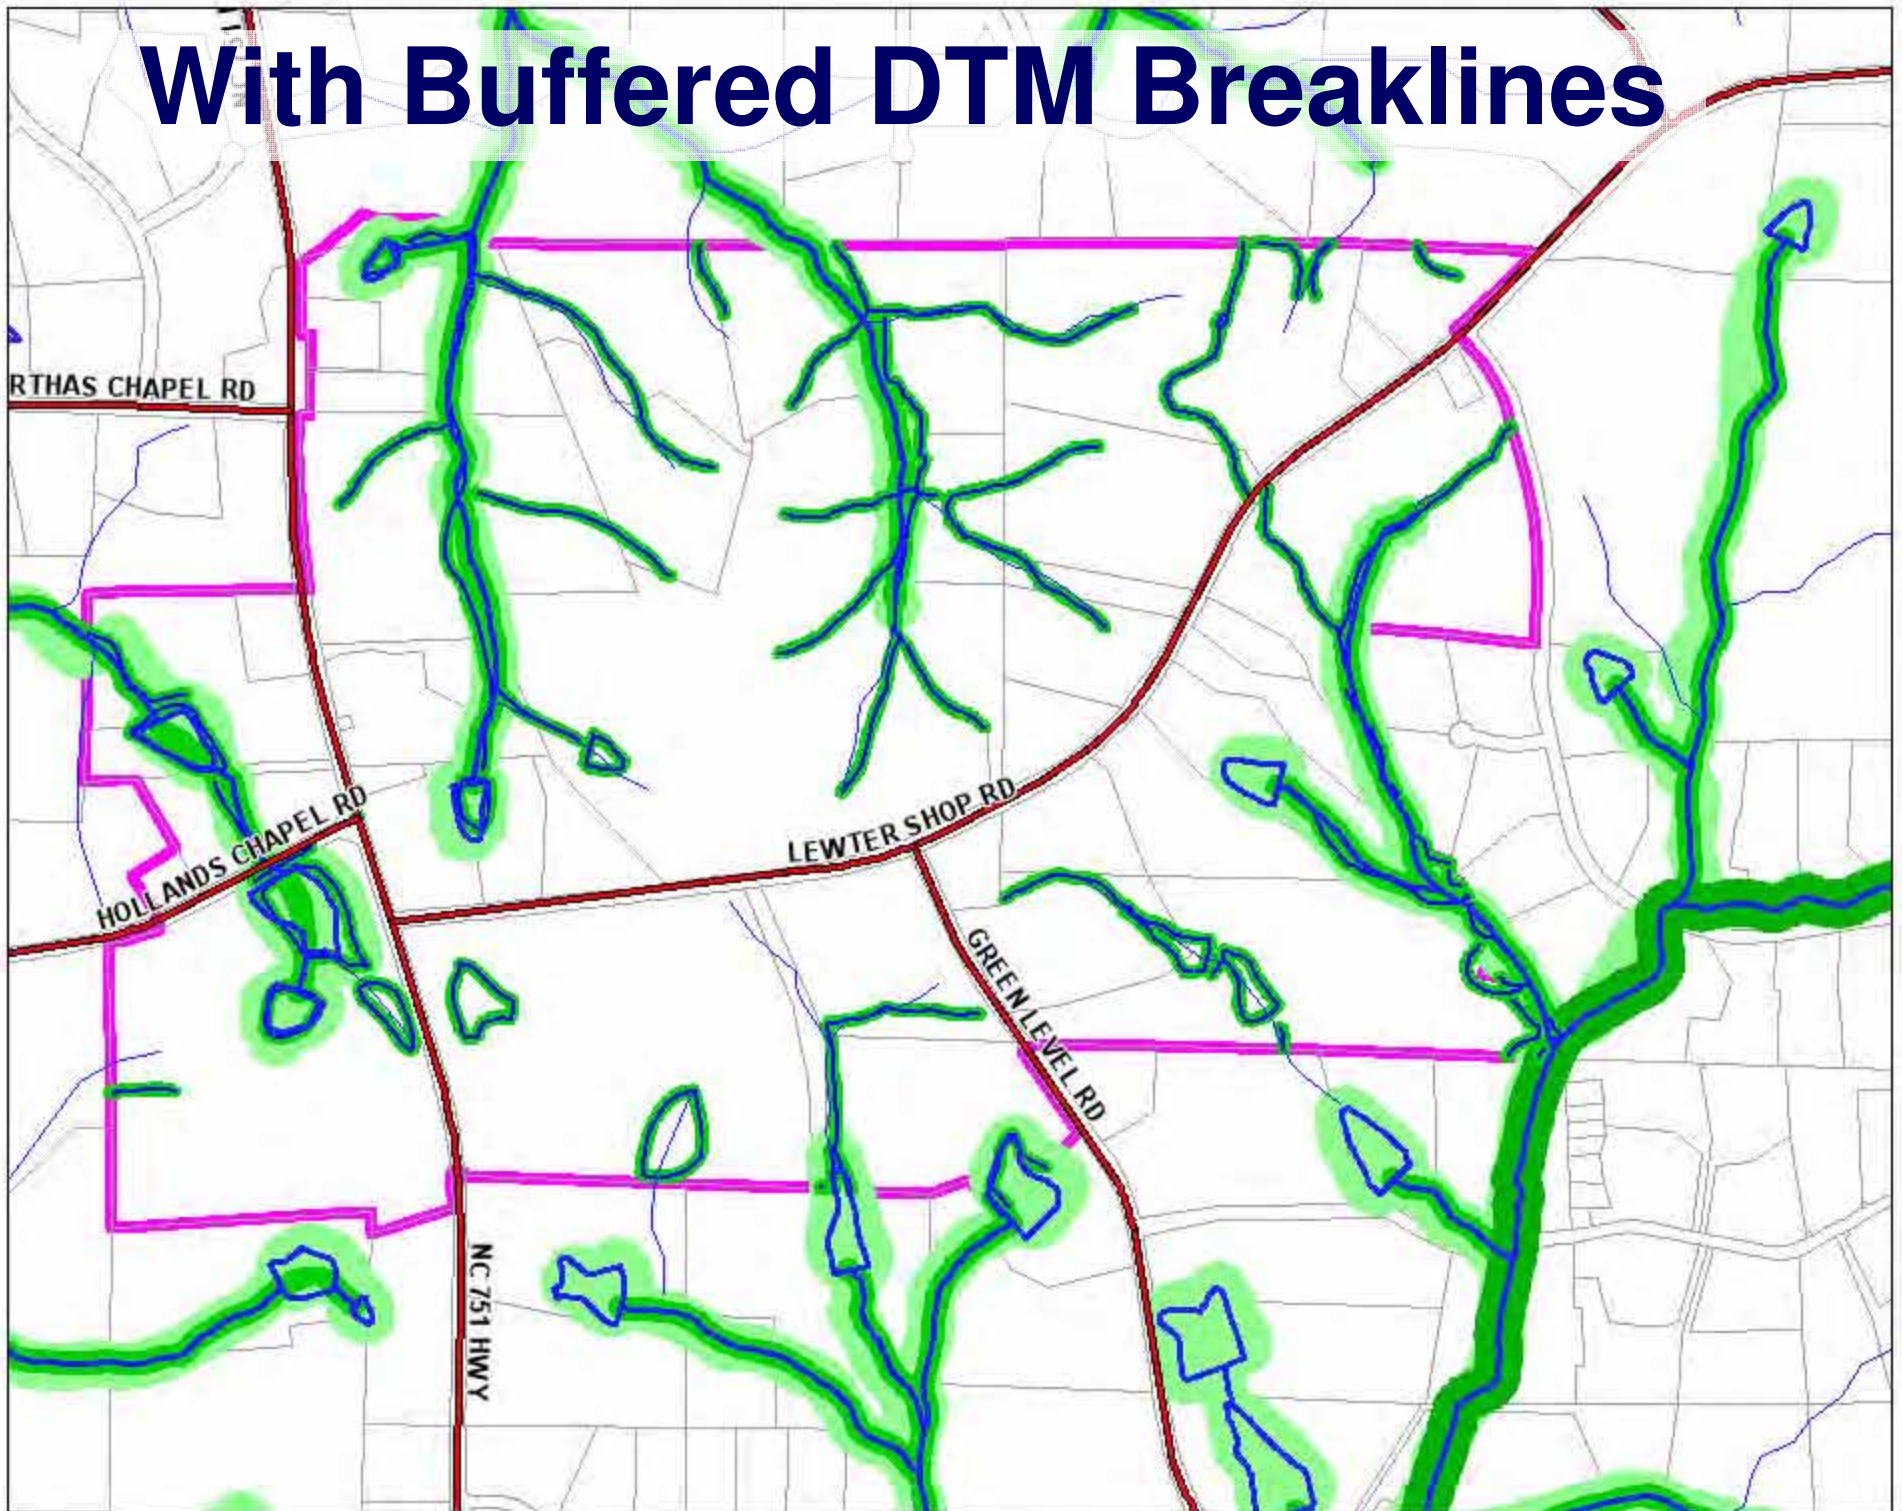 With Buffered DTM Breaklines
RTHAS CHAPEL RD
HOLLANDS CHAPEL RD
LEWTER SHOP RD
GREEN LEVEL RD
NC 751 HWY